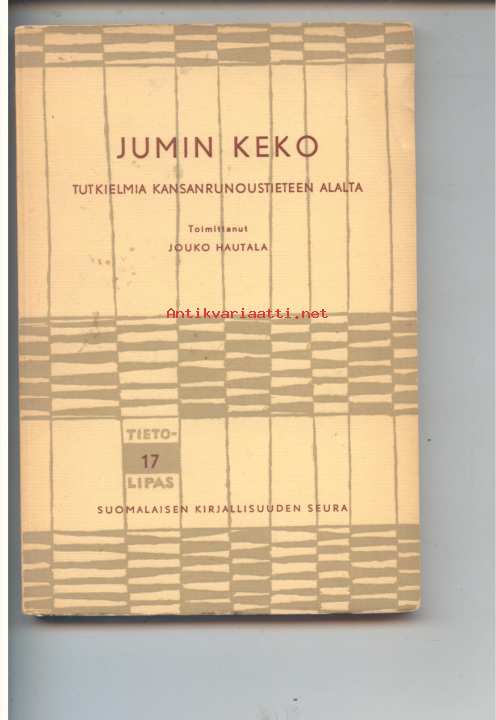 JUMIN KEKO
TUTKIELMIA KANSANRUNOUSTIETEEN ALALTA
Toimittanut
JOUKO HAUTALA
Antikvariaatti.net
TIETO-
17
LIPAS
SUOMALAISEN KIRJALLISUUDEN SEURA